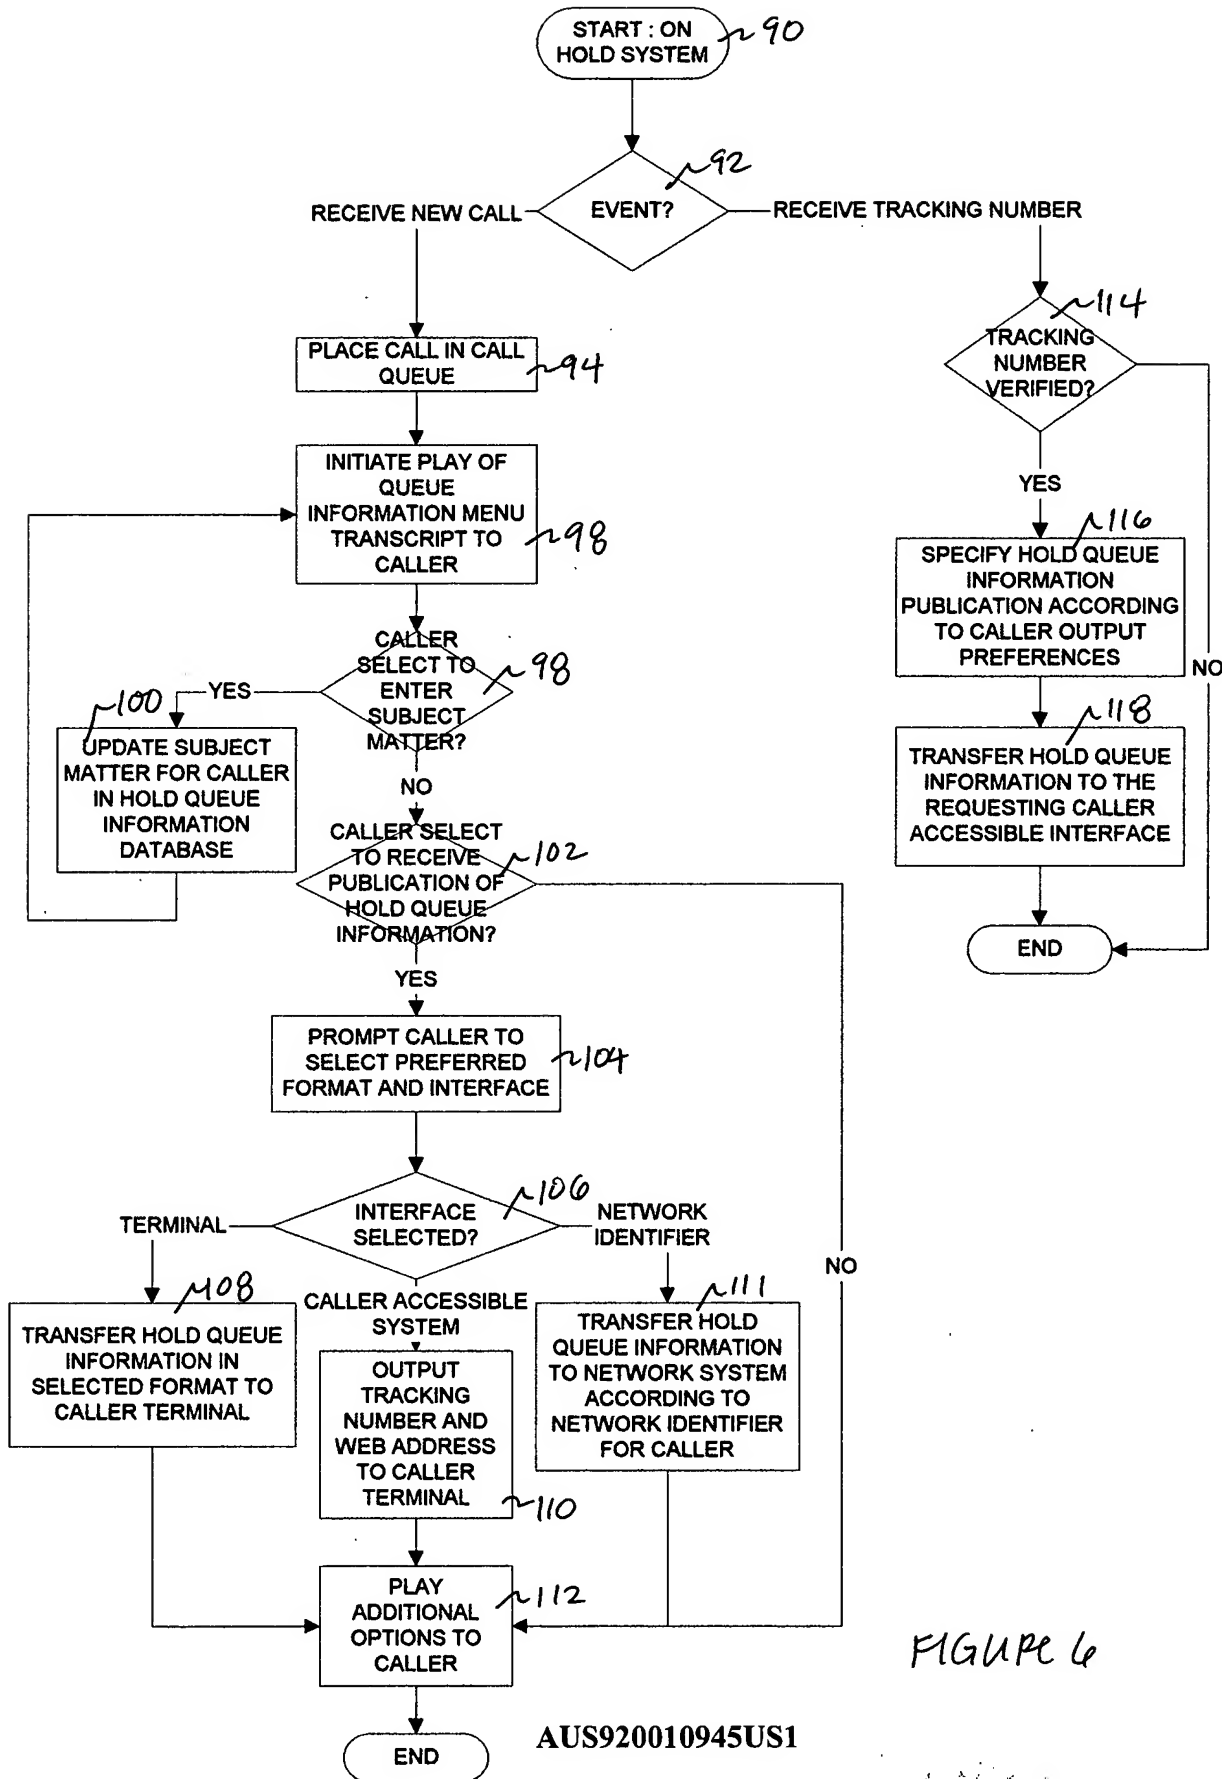 START : ON
HOLD SYSTEM
90
92
EVENT?
RECEIVE NEW CALL
RECEIVE TRACKING NUMBER
PLACE CALL IN CALL
QUEUE
94
INITIATE PLAY OF
QUEUE
INFORMATION MENU
TRANSCRIPT TO
CALLER
98
CALLER
SELECT TO
ENTER
SUBJECT
MATTER?
98
YES
NO
100
UPDATE SUBJECT
MATTER FOR CALLER
IN HOLD QUEUE
INFORMATION
DATABASE
CALLER SELECT
TO RECEIVE
PUBLICATION OF
HOLD QUEUE
INFORMATION?
102
YES
NO
PROMPT CALLER TO
SELECT PREFERRED
FORMAT AND INTERFACE
104
INTERFACE
SELECTED?
106
TERMINAL
CALLER ACCESSIBLE
SYSTEM
NETWORK
IDENTIFIER
108
TRANSFER HOLD QUEUE
INFORMATION IN
SELECTED FORMAT TO
CALLER TERMINAL
OUTPUT
TRACKING
NUMBER AND
WEB ADDRESS
TO CALLER
TERMINAL
110
111
TRANSFER HOLD
QUEUE INFORMATION
TO NETWORK SYSTEM
ACCORDING TO
NETWORK IDENTIFIER
FOR CALLER
PLAY
ADDITIONAL
OPTIONS TO
CALLER
112
END
114
TRACKING
NUMBER
VERIFIED?
YES
NO
116
SPECIFY HOLD QUEUE
INFORMATION
PUBLICATION ACCORDING
TO CALLER OUTPUT
PREFERENCES
118
TRANSFER HOLD QUEUE
INFORMATION TO THE
REQUESTING CALLER
ACCESSIBLE INTERFACE
END
FIGURE 6
AUS920010945US1